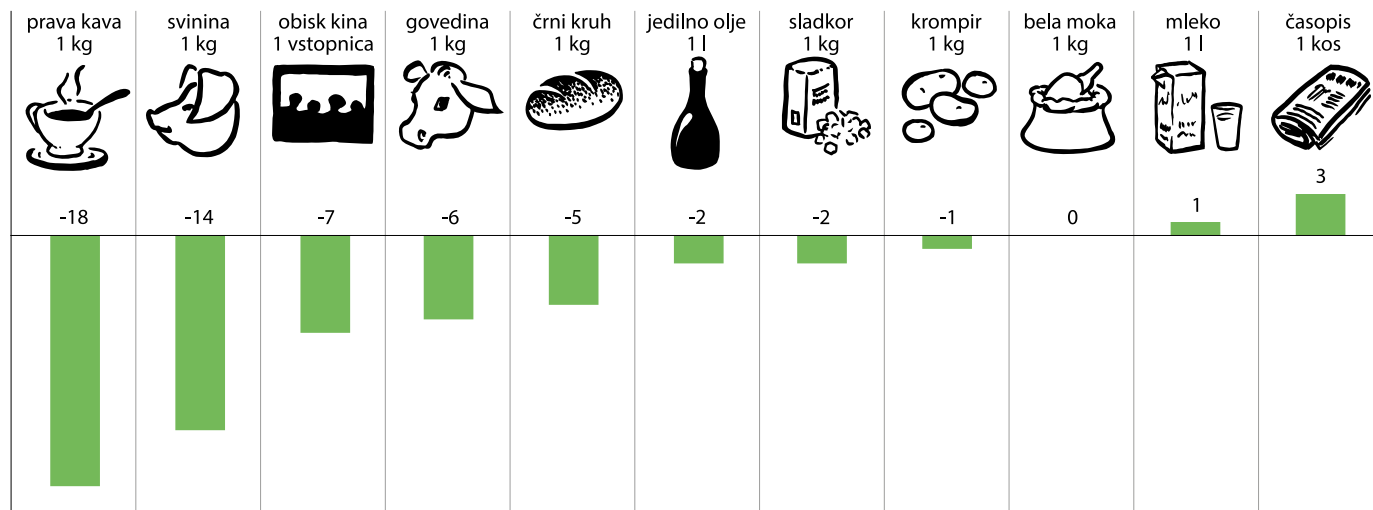 prava kava
1 kg
svinina
1 kg
obisk kina
1 vstopnica
govedina
1 kg
črni kruh
1 kg
jedilno olje
1 l
sladkor
1 kg
krompir
1 kg
bela moka
1 kg
mleko
1 l
časopis
1 kos
-18
-14
-7
-6
-5
-2
-2
-1
0
1
3